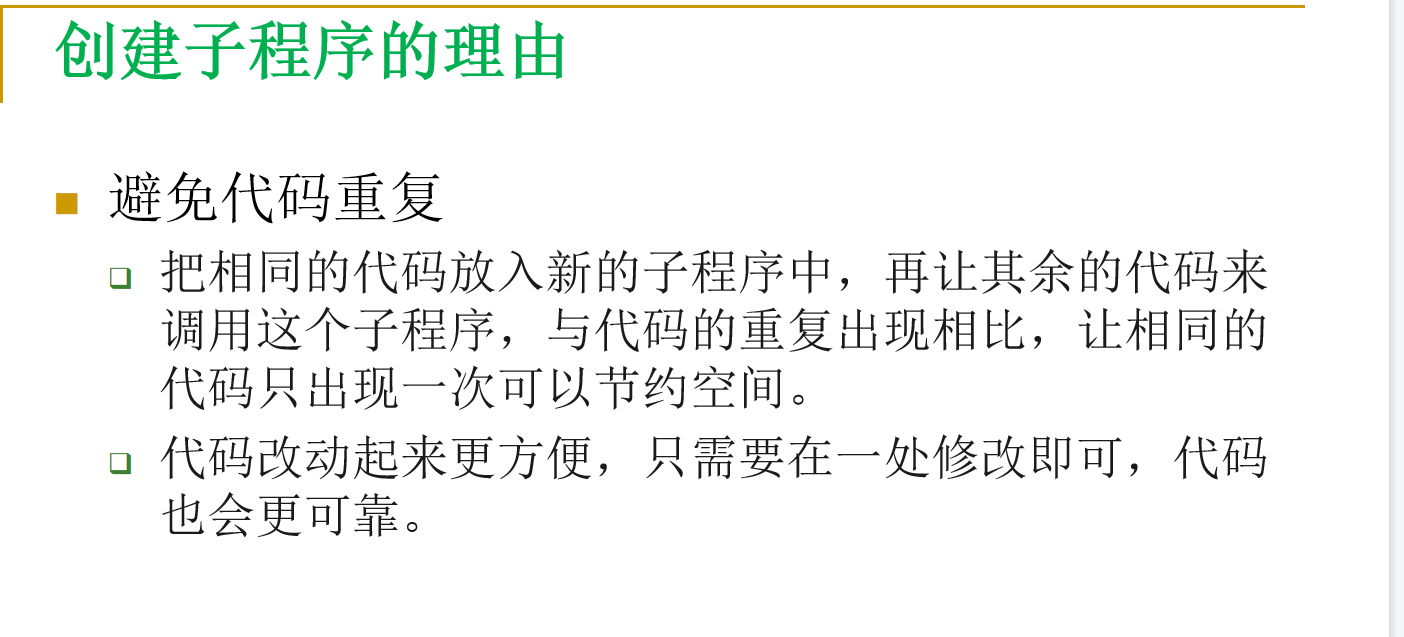 创建子程序的理由
避免代码重复
把相同的代码放入新的子程序中，再让其余的代码来
调用这个子程序，与代码的重复出现相比，让相同的
代码只出现一次可以节约空间。
代码改动起来更方便，只需要在一处修改即可，代码
也会更可靠。